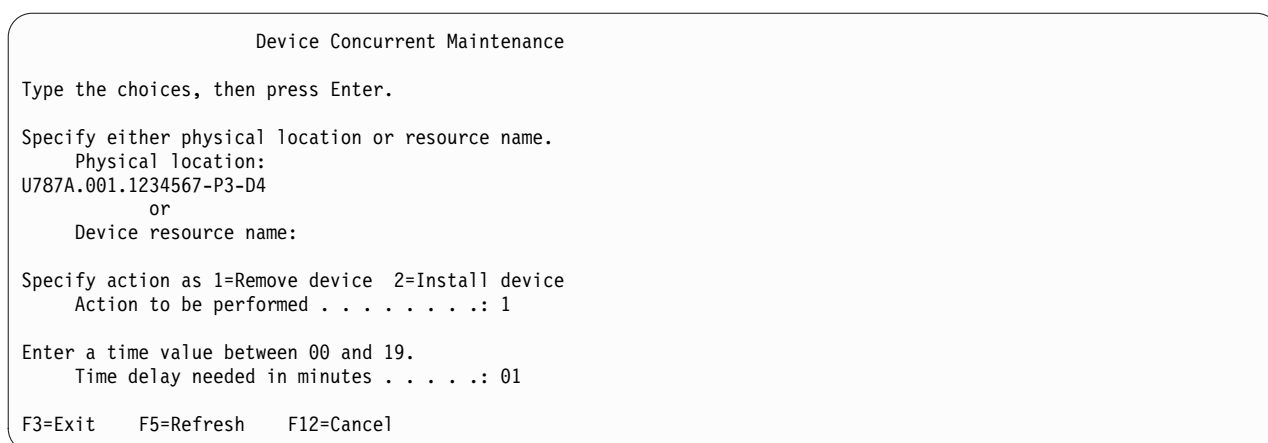 Device Concurrent Maintenance
Type the choices, then press Enter.
Specify either physical location or resource name.
Physical location:
U787A.001.1234567-P3-D4
or
Device resource name:
Specify action as 1=Remove device 2=Install device
Action to be performed . . . . . . . .: 1
Enter a time value between 00 and 19.
Time delay needed in minutes . . . . .: 01
F3=Exit F5=Refresh F12=Cancel